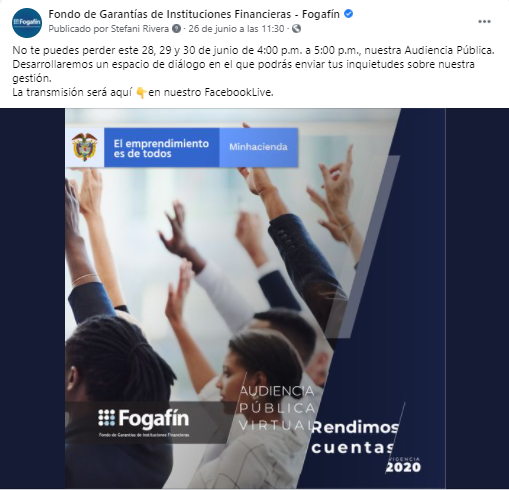 Fogafín
Fondo de Garantías de Instituciones Financieras - Fogafín
Publicado por Stefani Rivera · 26 de junio a las 11:30 ·
No te puedes perder este 28, 29 y 30 de junio de 4:00 p.m. a 5:00 p.m., nuestra Audiencia Pública.
Desarrollaremos un espacio de diálogo en el que podrás enviar tus inquietudes sobre nuestra
gestión.
La transmisión será aquí 👇en nuestro FacebookLive.
El emprendimiento
es de todos
Minhacienda
AUDIENCIA
PÚBLICA
VIRTUAL
Rendimos
cuentas
VIGENCIA
2020
Fogafín
Fondo de Garantías de Instituciones Financieras